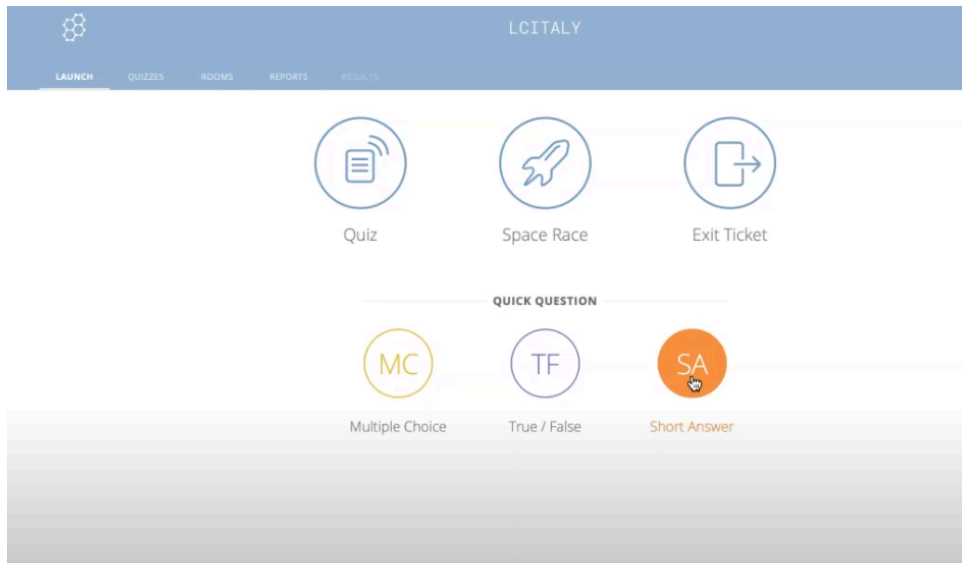 LCITALY
LAUNCH QUIZZES ROOMS REPORTS RESULTS
Quiz Space Race Exit Ticket
QUICK QUESTION
MC TF SA
Multiple Choice True / False Short Answer